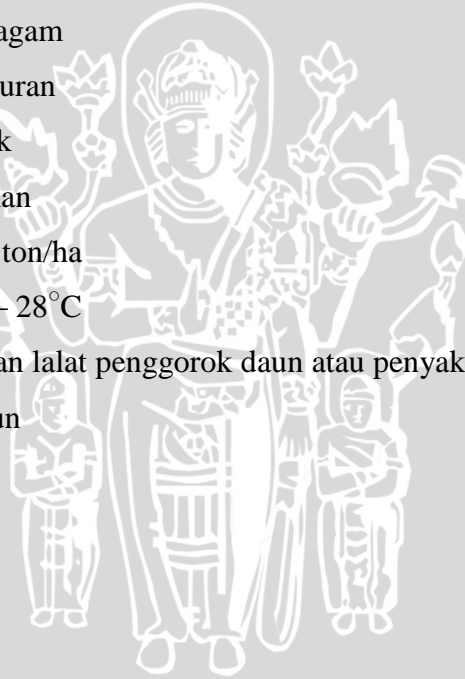 agam
uran
k
an
ton/ha
– 28°C
an lalat penggorok daun atau penyak
un